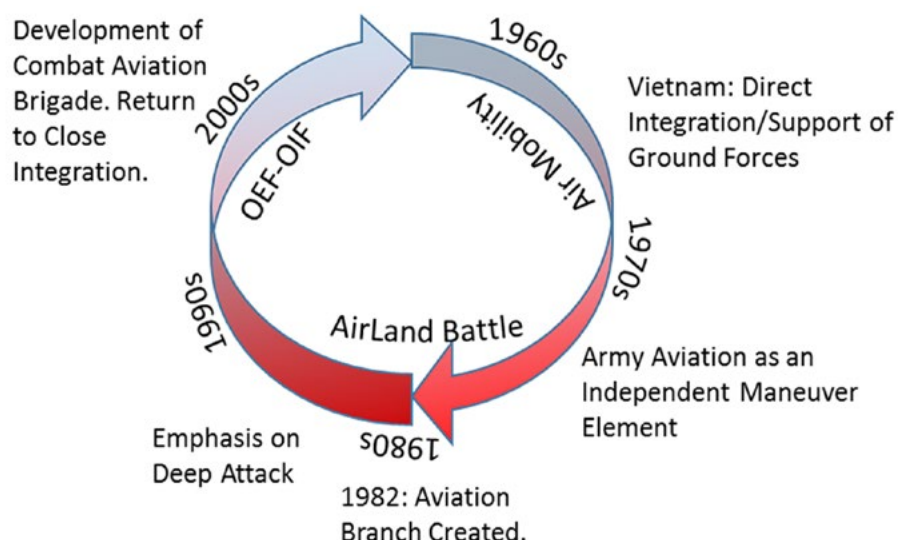 Development of
Combat Aviation
Brigade. Return
to Close
Integration.
2000s
OEF-OIF
1960s
Air Mobility
Vietnam: Direct
Integration/Support of
Ground Forces
1970s
Army Aviation as an
Independent Maneuver
Element
AirLand Battle
1980s
1982: Aviation
Branch Created.
1990s
Emphasis on
Deep Attack